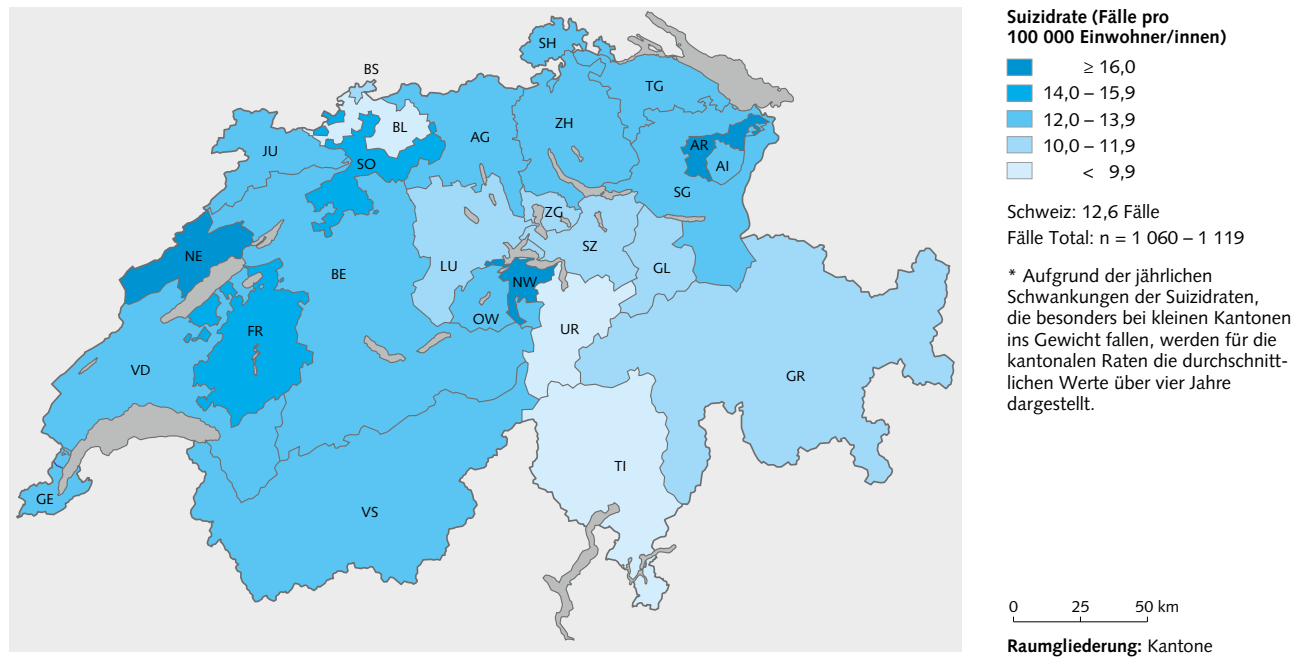 Suizidrate (Fälle pro
100 000 Einwohner/innen)
≥ 16,0
14,0 – 15,9
12,0 – 13,9
10,0 – 11,9
< 9,9
Schweiz: 12,6 Fälle
Fälle Total: n = 1 060 – 1 119
* Aufgrund der jährlichen
Schwankungen der Suizidraten,
die besonders bei kleinen Kantonen
ins Gewicht fallen, werden für die
kantonalen Raten die durchschnitt-
lichen Werte über vier Jahre
dargestellt.
0 25 50 km
Raumgliederung: Kantone
SH
BS
TG
BL
ZH
AG
AR
JU
SO
AI
SG
ZG
SZ
NE
LU
GL
BE
NW
OW
UR
FR
VD
GR
TI
GE
VS